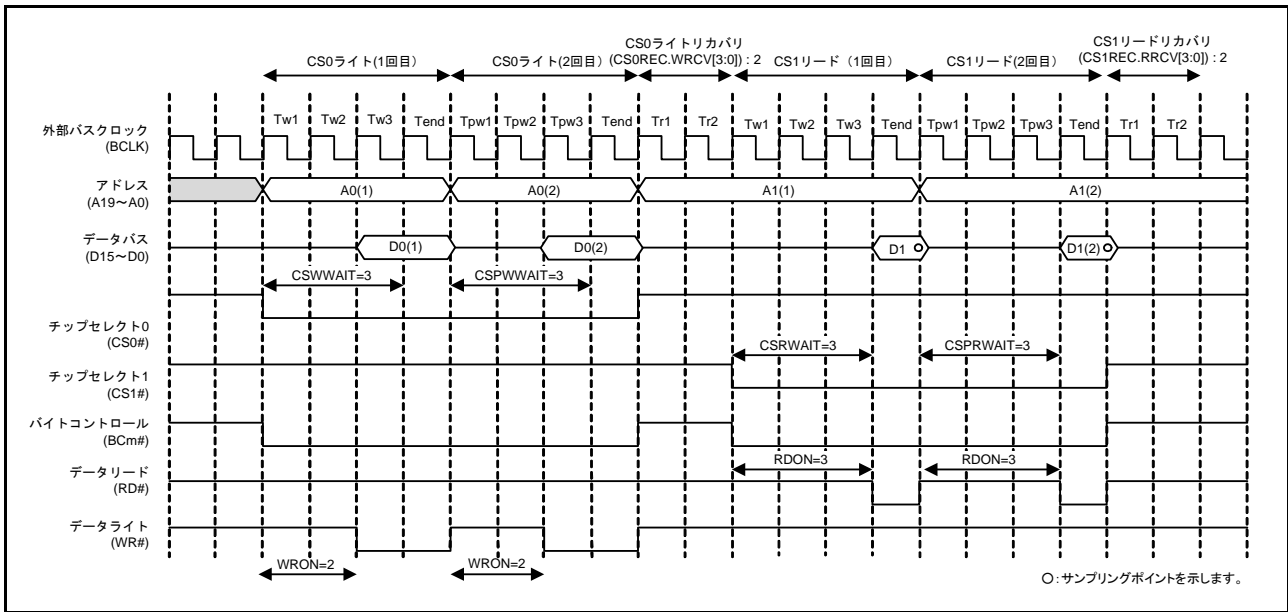 CS0ライトリカバリ
CS1リードリカバリ
CS0ライト(1回目)
CS0ライト(2回目)
(CS0REC.WRCV[3:0]) : 2
CS1リード（1回目）
CS1リード(2回目)
(CS1REC.RRCV[3:0]) : 2
Tw1 Tw2 Tw3 Tend Tpw1 Tpw2 Tpw3 Tend Tr1 Tr2 Tw1 Tw2 Tw3 Tend Tpw1 Tpw2 Tpw3 Tend Tr1 Tr2
外部バスクロック
(BCLK)
アドレス
(A19～A0)
A0(1) A0(2) A1(1) A1(2)
データバス
(D15～D0)
D0(1) D0(2) D1 D1(2)
CSWWAIT=3 CSPWWAIT=3
チップセレクト0
(CS0#)
CSRWAIT=3 CSPRWAIT=3
チップセレクト1
(CS1#)
バイトコントロール
(BCm#)
データリード
(RD#)
RDON=3 RDON=3
データライト
(WR#)
WRON=2 WRON=2
○：サンプリングポイントを示します。